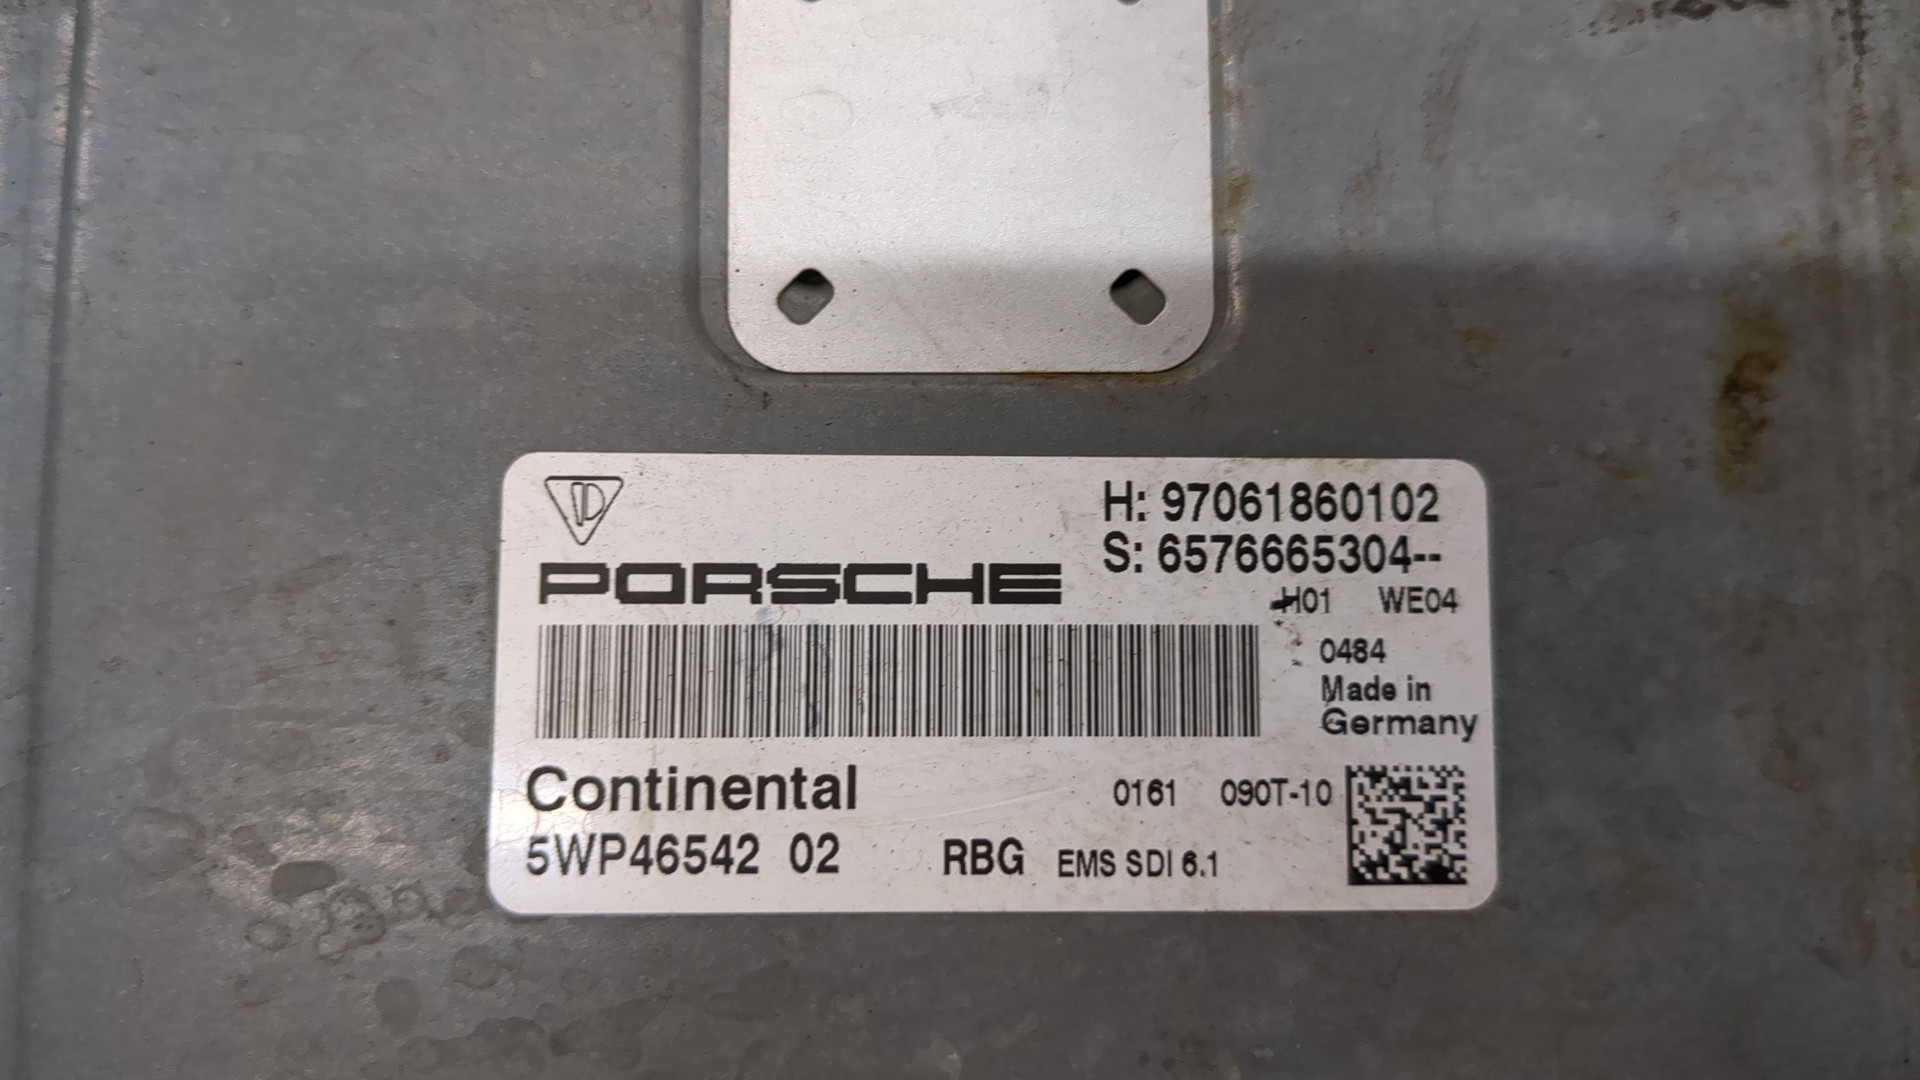 H: 97061860102
PORSCHE
S: 6576665304--
H01 WE04
0484
Made in
Germany
Continental
0161 090T-10
5WP46542 02 RBG EMS SDI 6.1